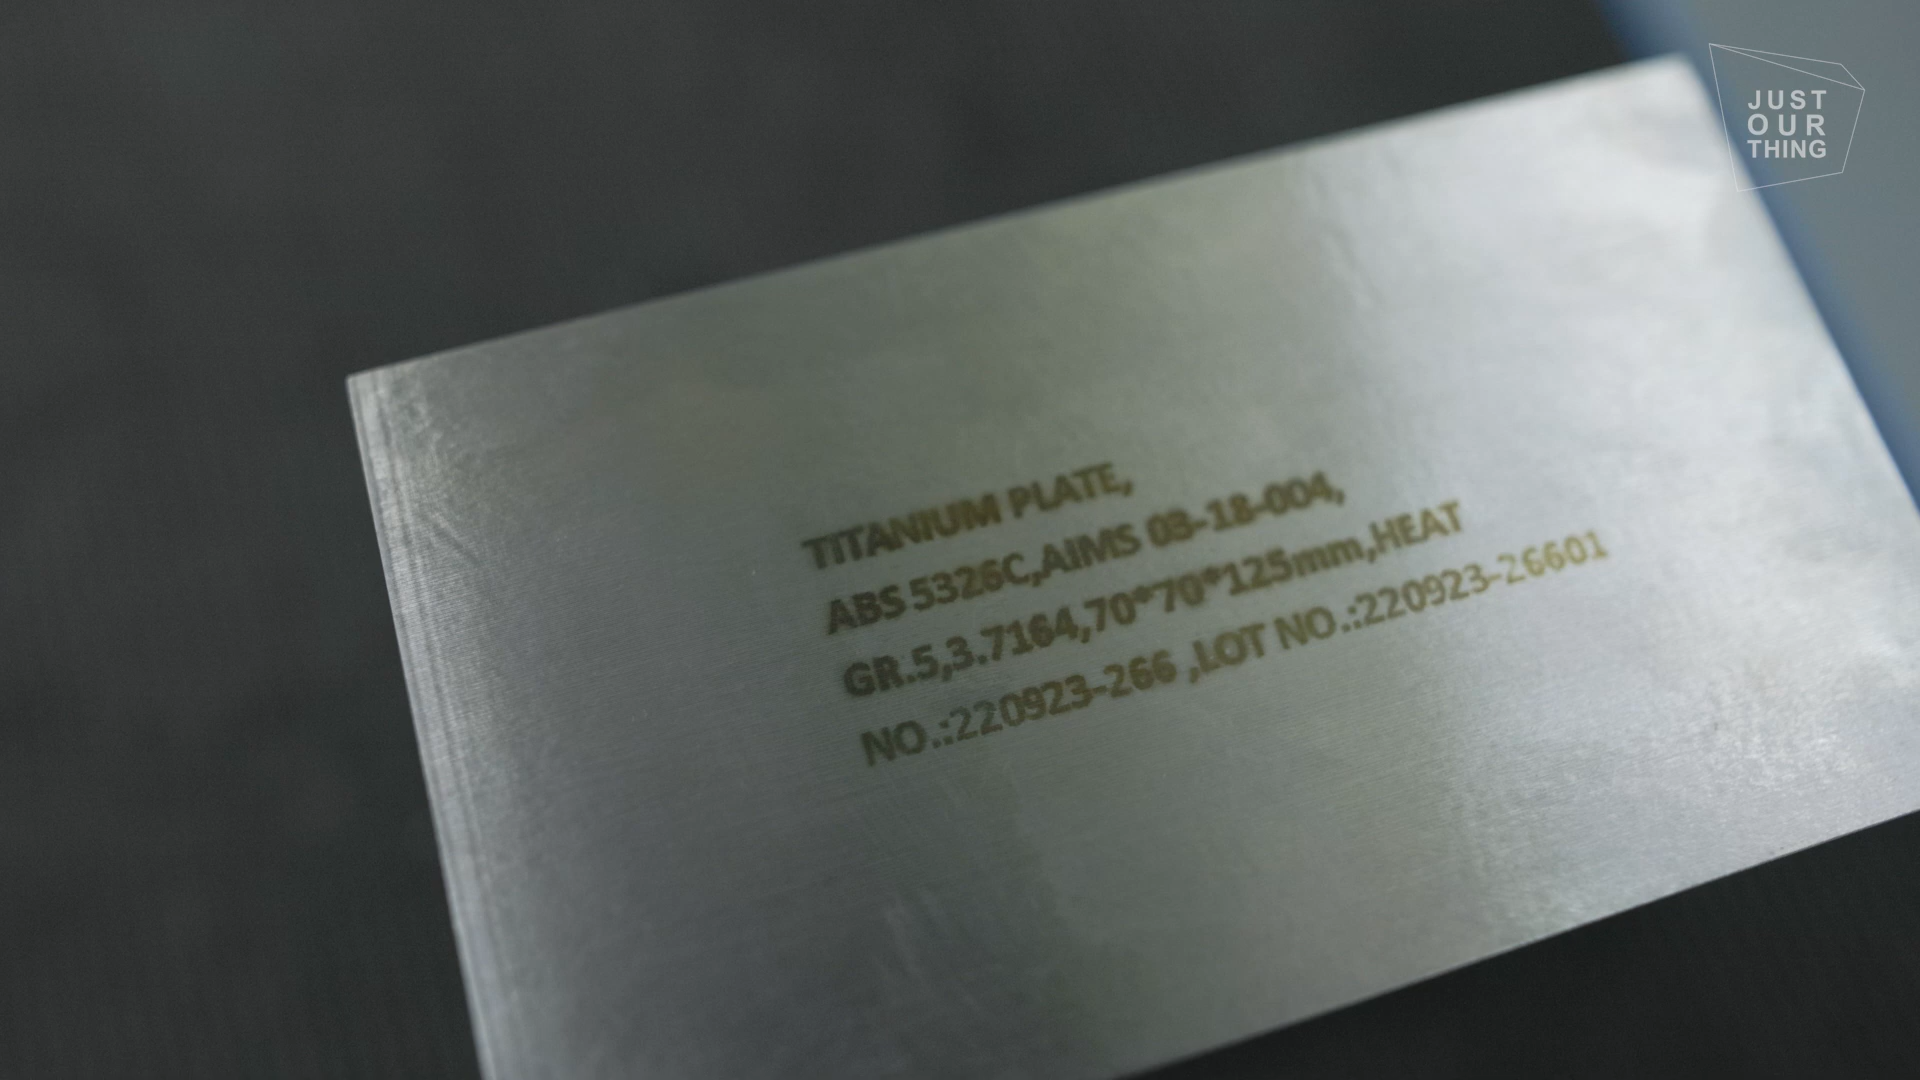 JUST
OUR
THING
TITANIUM PLATE,
ABS 5326C,AIMS 03-18-004,
GR.5,3.7164,70*70*125mm,HEAT
NO.:220923-266 ,LOT NO.:220923-26601